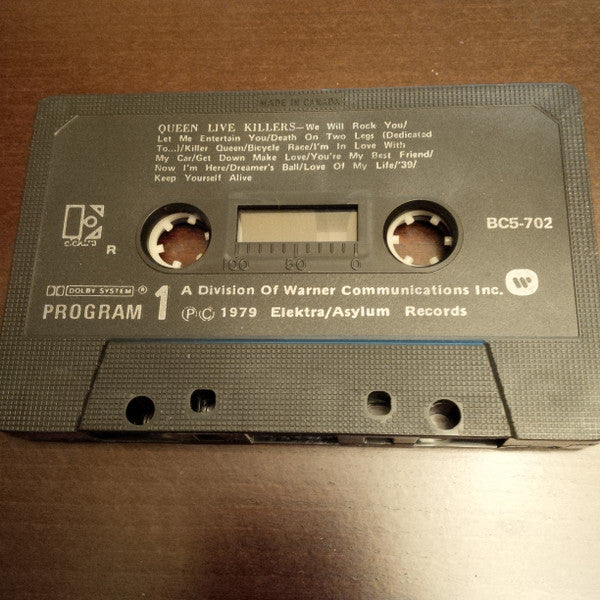 MADE IN CANADA
QUEEN LIVE KILLERS—We Will Rock You/
Let Me Entertain You/Death On Two Legs (Dedicated
To...)/Killer Queen/Bicycle Race/I'm In Love With
My Car/Get Down Make Love/You're My Best Friend/
Now I'm Here/Dreamer's Ball/Love Of My Life/'39/
Keep Yourself Alive
elektra R
BC5-702
100 50 0
DOLBY SYSTEM ®
PROGRAM 1
A Division Of Warner Communications Inc.
Ⓟ© 1979 Elektra/Asylum Records